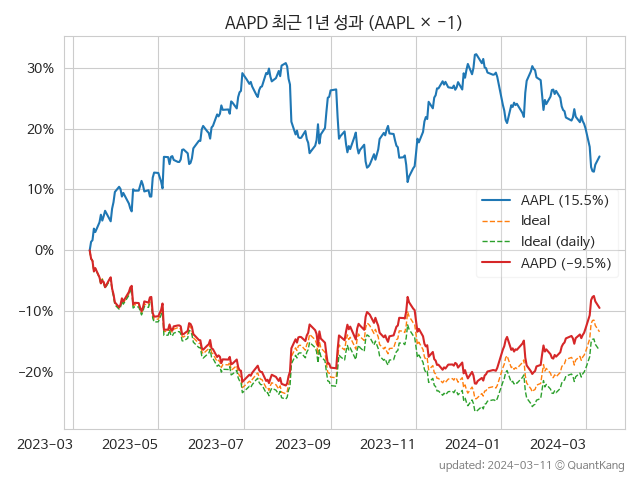 AAPD 최근 1년 성과 (AAPL × −1)
30%
20%
10%
0%
−10%
−20%
AAPL (15.5%)
Ideal
Ideal (daily)
AAPD (−9.5%)
2023−03
2023−05
2023−07
2023−09
2023−11
2024−01
2024−03
updated: 2024−03−11 © QuantKang